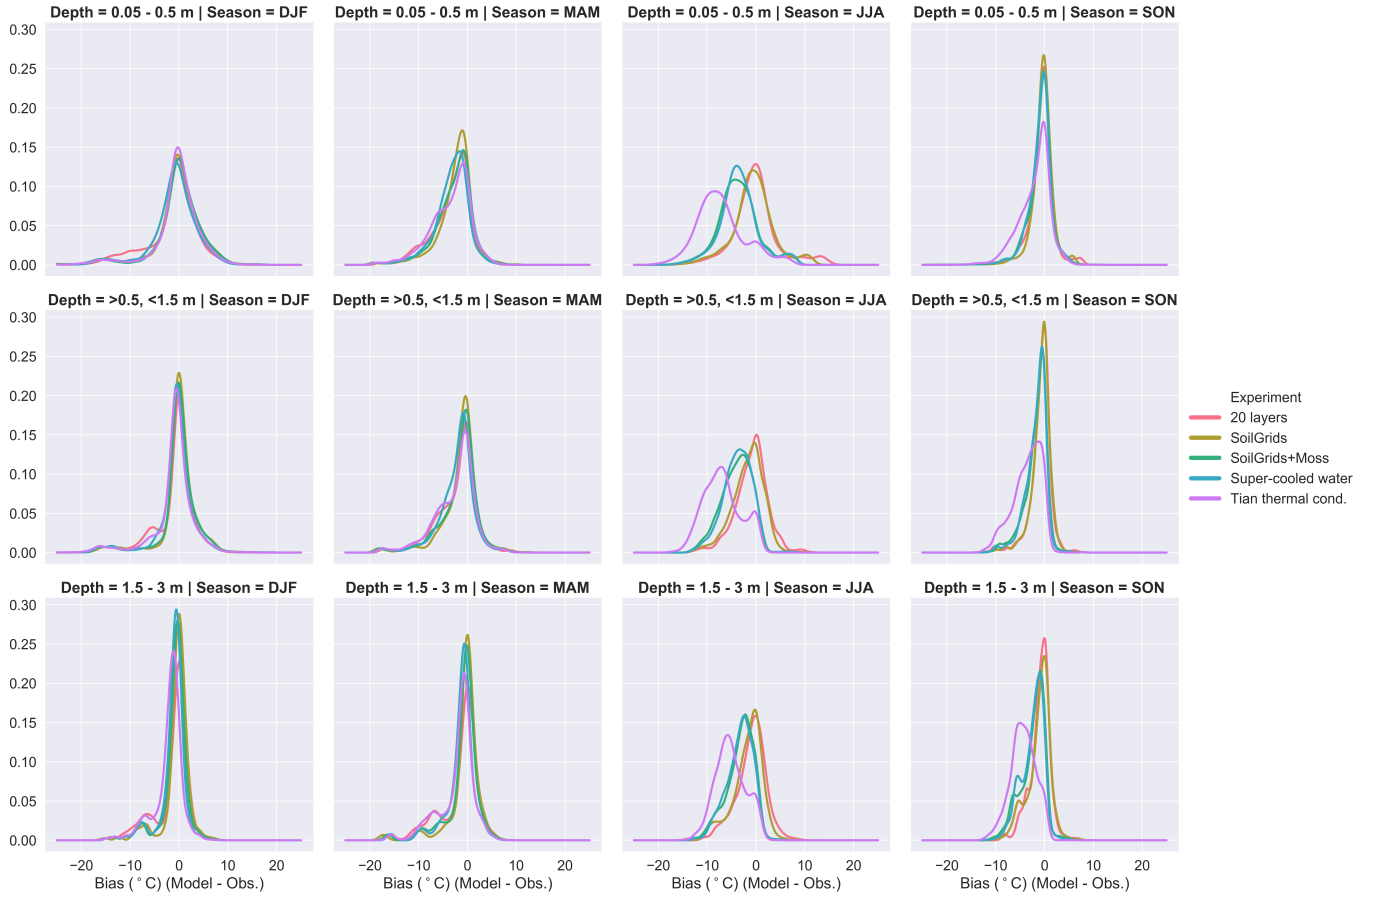 Depth = 0.05 - 0.5 m | Season = DJF
Depth = 0.05 - 0.5 m | Season = MAM
Depth = 0.05 - 0.5 m | Season = JJA
Depth = 0.05 - 0.5 m | Season = SON
0.30
0.25
0.20
0.15
0.10
0.05
0.00
Depth = >0.5, <1.5 m | Season = DJF
Depth = >0.5, <1.5 m | Season = MAM
Depth = >0.5, <1.5 m | Season = JJA
Depth = >0.5, <1.5 m | Season = SON
0.30
0.25
0.20
0.15
0.10
0.05
0.00
Experiment
20 layers
SoilGrids
SoilGrids+Moss
Super-cooled water
Tian thermal cond.
Depth = 1.5 - 3 m | Season = DJF
Depth = 1.5 - 3 m | Season = MAM
Depth = 1.5 - 3 m | Season = JJA
Depth = 1.5 - 3 m | Season = SON
0.30
0.25
0.20
0.15
0.10
0.05
0.00
−20 −10 0 10 20
−20 −10 0 10 20
−20 −10 0 10 20
−20 −10 0 10 20
Bias (°C) (Model - Obs.)
Bias (°C) (Model - Obs.)
Bias (°C) (Model - Obs.)
Bias (°C) (Model - Obs.)